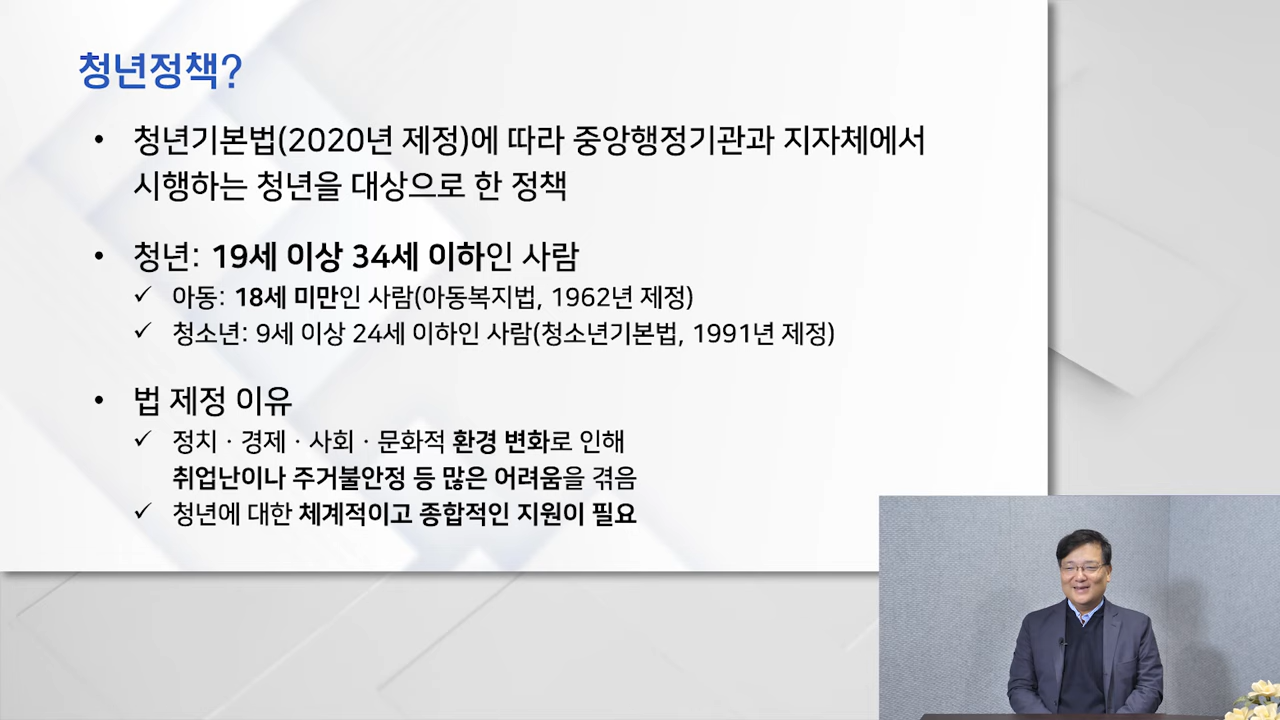 청년정책?
• 청년기본법(2020년 제정)에 따라 중앙행정기관과 지자체에서
시행하는 청년을 대상으로 한 정책
• 청년: 19세 이상 34세 이하인 사람
✓ 아동: 18세 미만인 사람(아동복지법, 1962년 제정)
✓ 청소년: 9세 이상 24세 이하인 사람(청소년기본법, 1991년 제정)
• 법 제정 이유
✓ 정치·경제·사회·문화적 환경 변화로 인해
취업난이나 주거불안정 등 많은 어려움을 겪음
✓ 청년에 대한 체계적이고 종합적인 지원이 필요